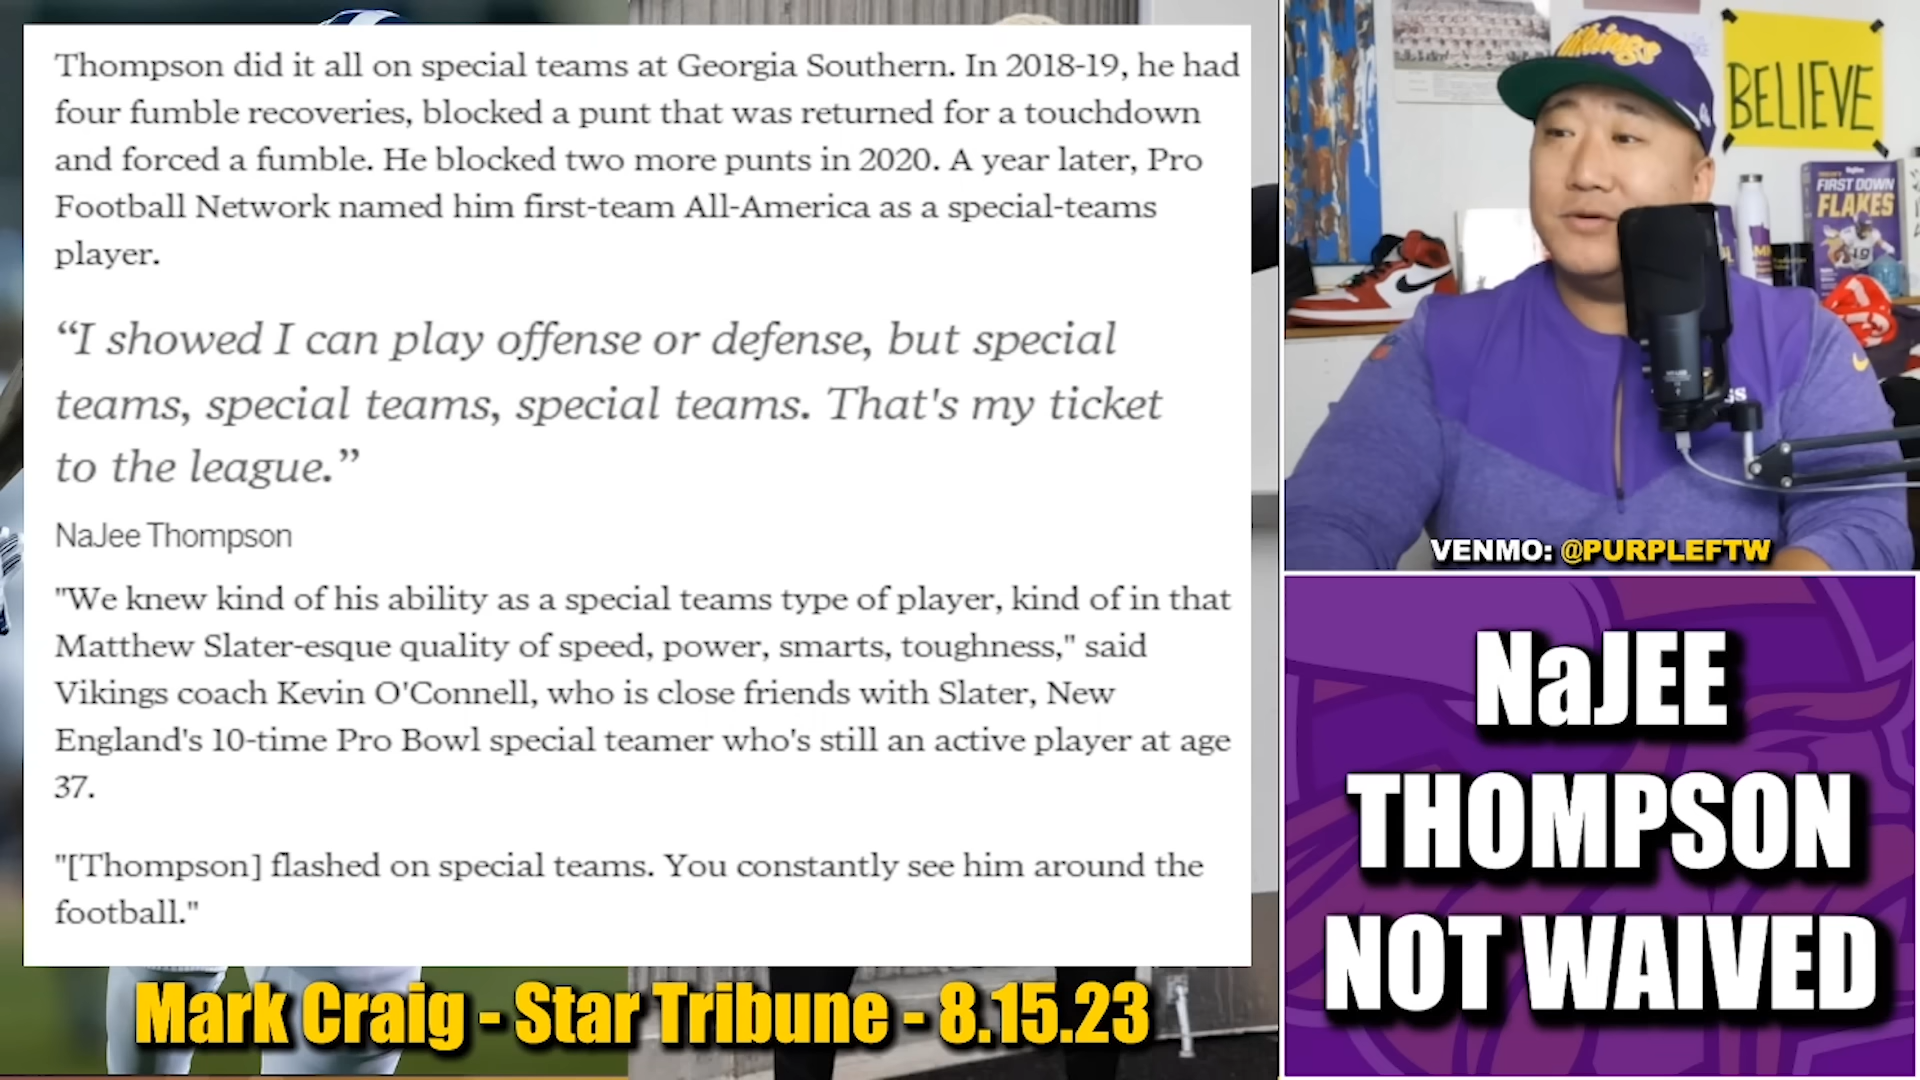 Thompson did it all on special teams at Georgia Southern. In 2018-19, he had
four fumble recoveries, blocked a punt that was returned for a touchdown
and forced a fumble. He blocked two more punts in 2020. A year later, Pro
Football Network named him first-team All-America as a special-teams
player.
“I showed I can play offense or defense, but special
teams, special teams, special teams. That's my ticket
to the league.”
NaJee Thompson
"We knew kind of his ability as a special teams type of player, kind of in that
Matthew Slater-esque quality of speed, power, smarts, toughness," said
Vikings coach Kevin O'Connell, who is close friends with Slater, New
England's 10-time Pro Bowl special teamer who's still an active player at age
37.
"[Thompson] flashed on special teams. You constantly see him around the
football."
Mark Craig - Star Tribune - 8.15.23
Vikings
BELIEVE
FIRST DOWN
FLAKES
19
VENMO: @PURPLEFTW
NaJEE
THOMPSON
NOT WAIVED